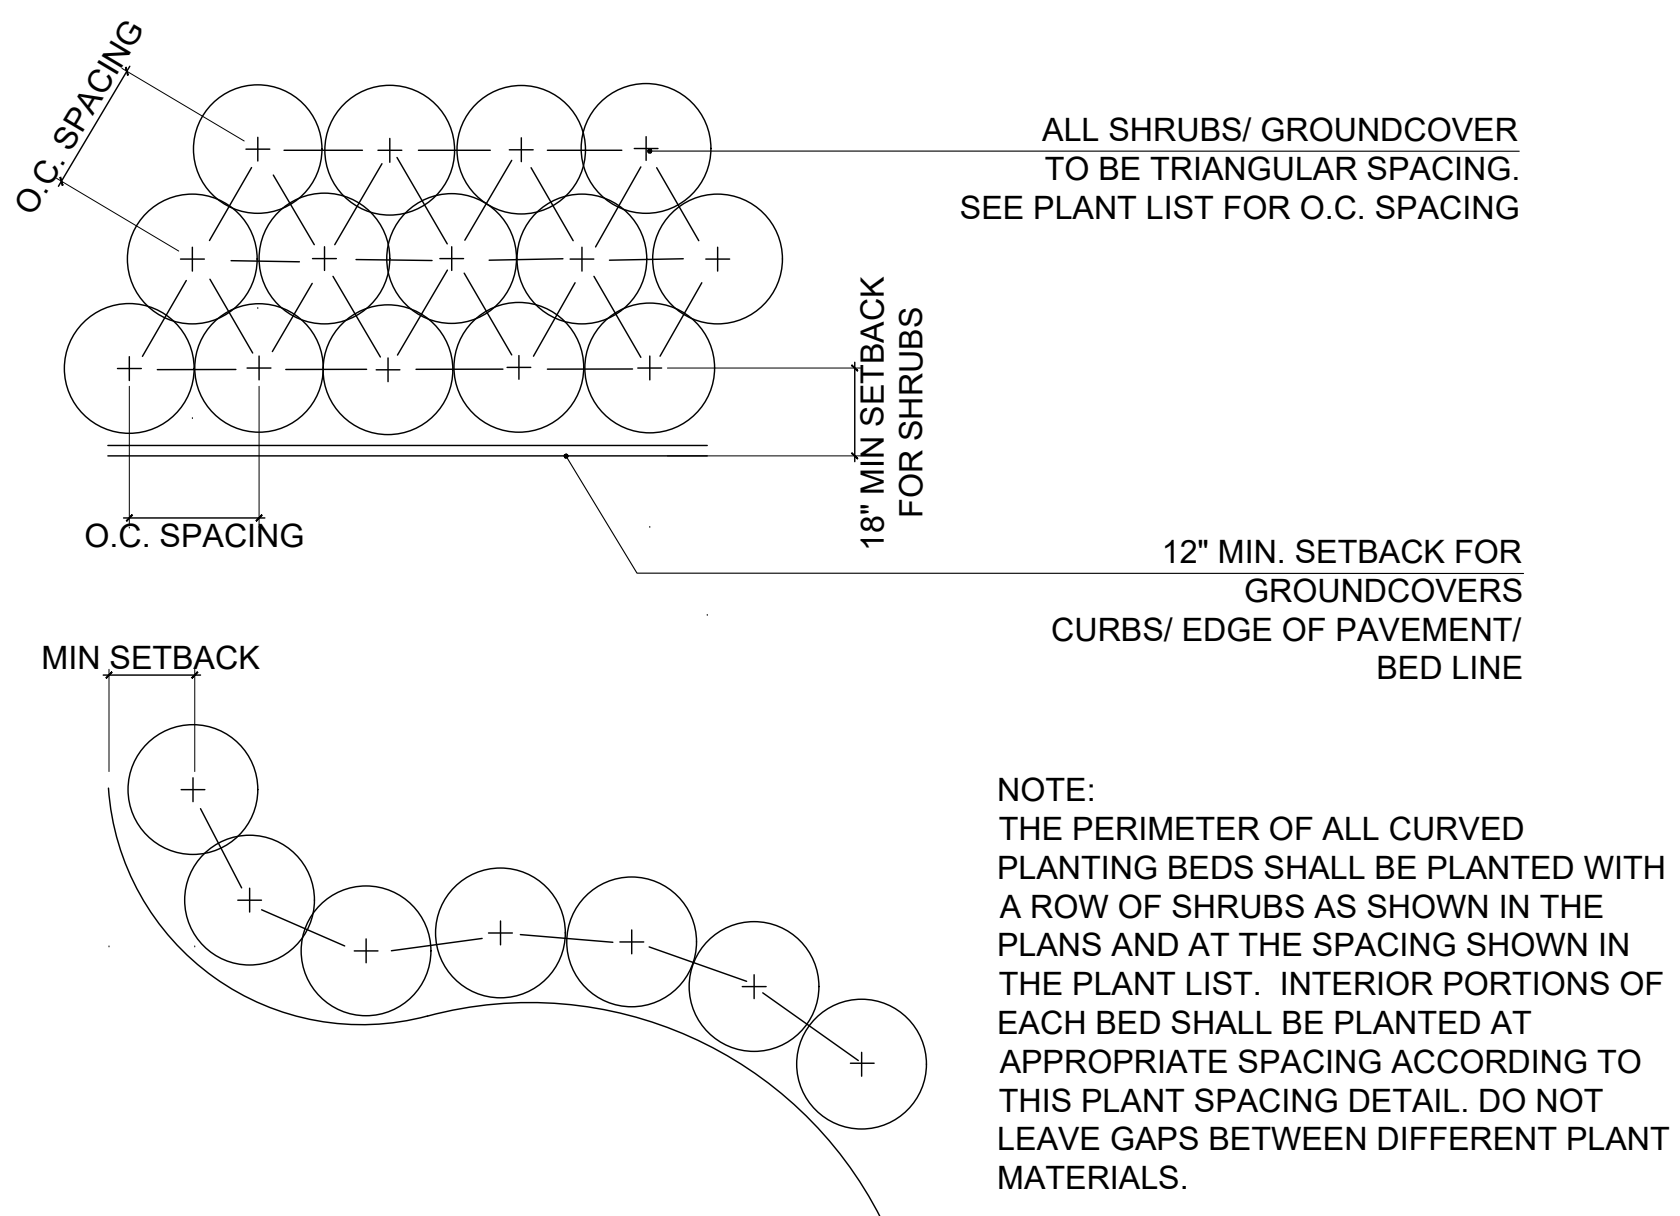 O.C. SPACING
ALL SHRUBS/ GROUNDCOVER
TO BE TRIANGULAR SPACING.
SEE PLANT LIST FOR O.C. SPACING
18" MIN SETBACK
FOR SHRUBS
O.C. SPACING
12" MIN. SETBACK FOR
GROUNDCOVERS
CURBS/ EDGE OF PAVEMENT/
BED LINE
MIN SETBACK
NOTE:
THE PERIMETER OF ALL CURVED
PLANTING BEDS SHALL BE PLANTED WITH
A ROW OF SHRUBS AS SHOWN IN THE
PLANS AND AT THE SPACING SHOWN IN
THE PLANT LIST.  INTERIOR PORTIONS OF
EACH BED SHALL BE PLANTED AT
APPROPRIATE SPACING ACCORDING TO
THIS PLANT SPACING DETAIL. DO NOT
LEAVE GAPS BETWEEN DIFFERENT PLANT
MATERIALS.